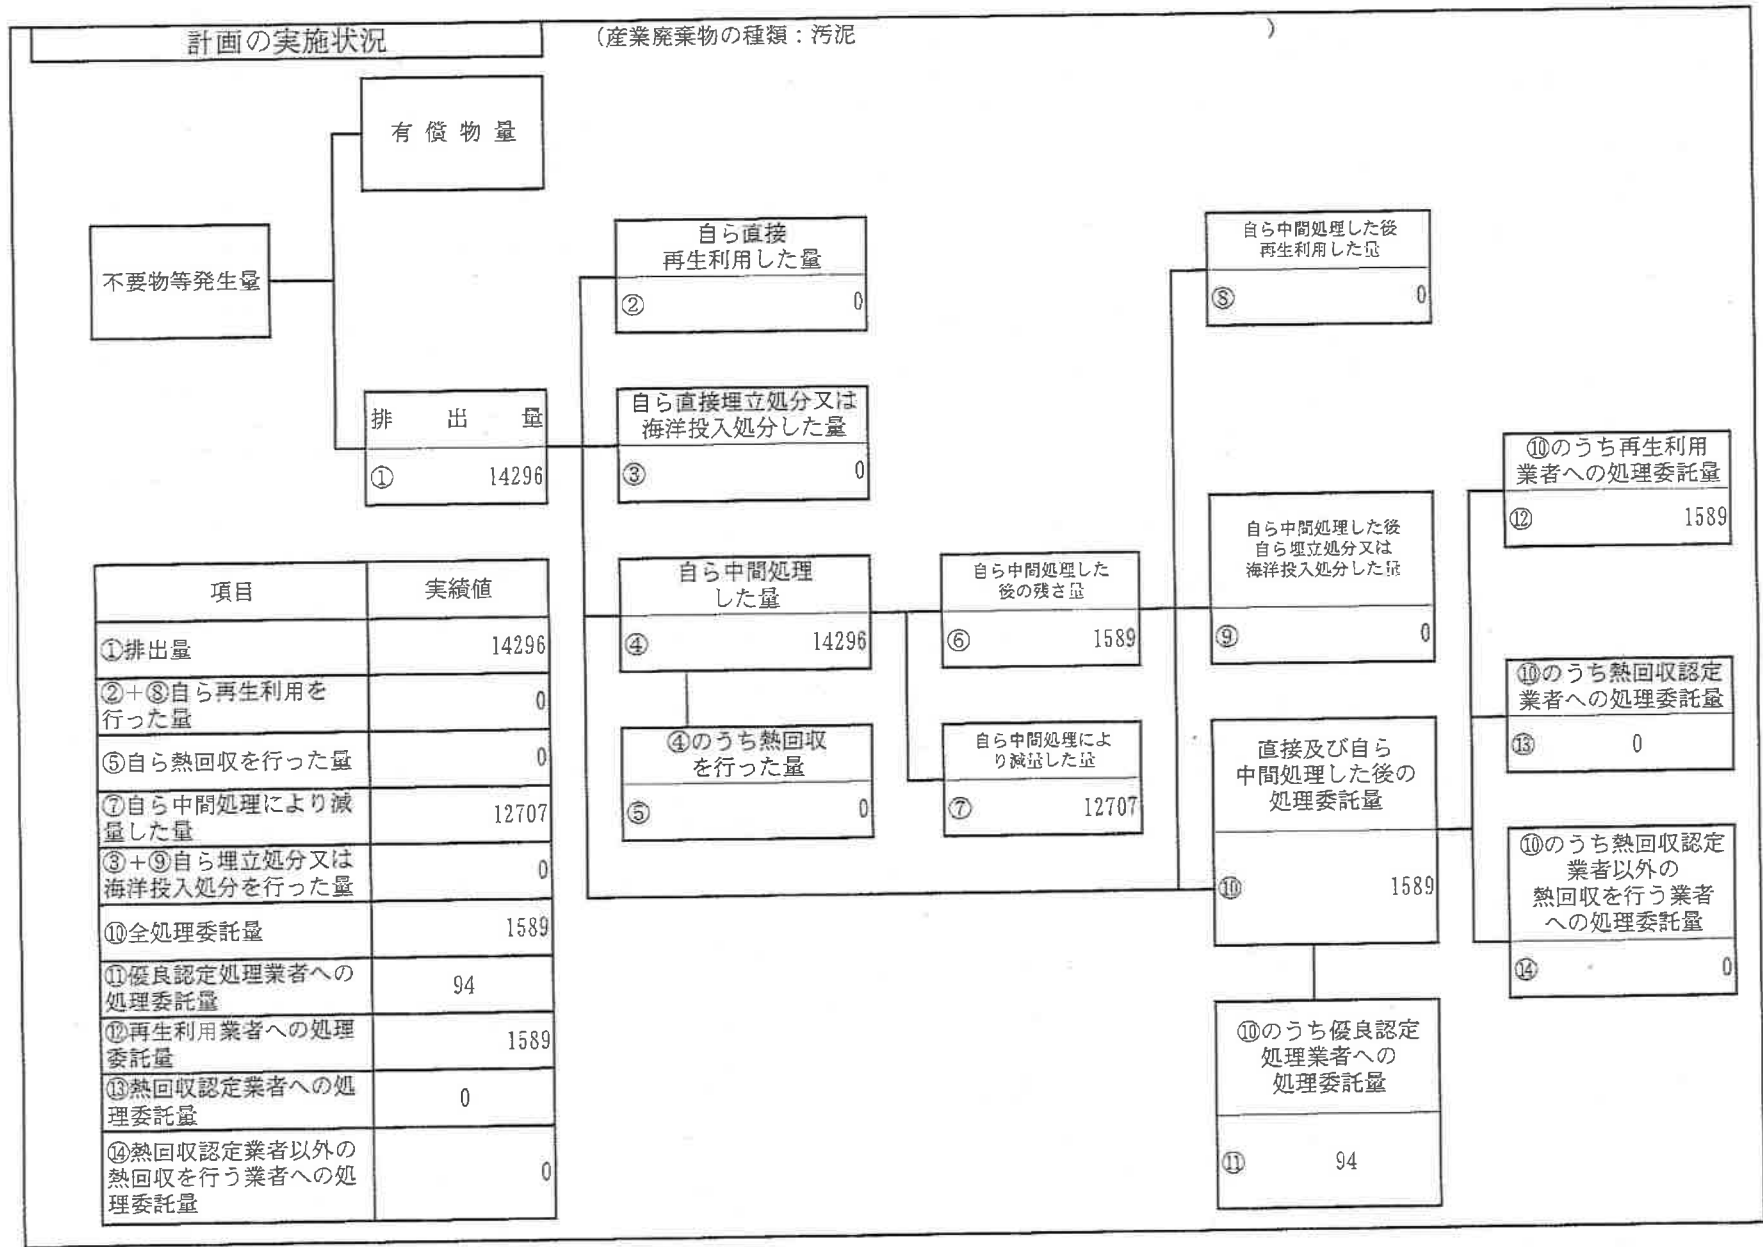 計画の実施状況
(産業廃棄物の種類:汚泥 )
有償物量
不要物等発生量
排出量
① 14296
自ら直接
再生利用した量
② 0
自ら直接埋立処分又は
海洋投入処分した量
③ 0
自ら中間処理
した量
④ 14296
④のうち熱回収
を行った量
⑤ 0
自ら中間処理した
後の残さ量
⑥ 1589
自ら中間処理によ
り減量した量
⑦ 12707
自ら中間処理した後
再生利用した量
⑧ 0
自ら中間処理した後
自ら埋立処分又は
海洋投入処分した量
⑨ 0
直接及び自ら
中間処理した後の
処理委託量
⑩ 1589
⑩のうち優良認定
処理業者への
処理委託量
⑪ 94
⑩のうち再生利用
業者への処理委託量
⑫ 1589
⑩のうち熱回収認定
業者への処理委託量
⑬ 0
⑩のうち熱回収認定
業者以外の
熱回収を行う業者
への処理委託量
⑭ 0
項目 実績値
①排出量 14296
②+⑧自ら再生利用を
行った量 0
⑤自ら熱回収を行った量 0
⑦自ら中間処理により減
量した量 12707
③+⑨自ら埋立処分又は
海洋投入処分を行った量 0
⑩全処理委託量 1589
⑪優良認定処理業者への
処理委託量 94
⑫再生利用業者への処理
委託量 1589
⑬熱回収認定業者への処
理委託量 0
⑭熱回収認定業者以外の
熱回収を行う業者への処
理委託量 0